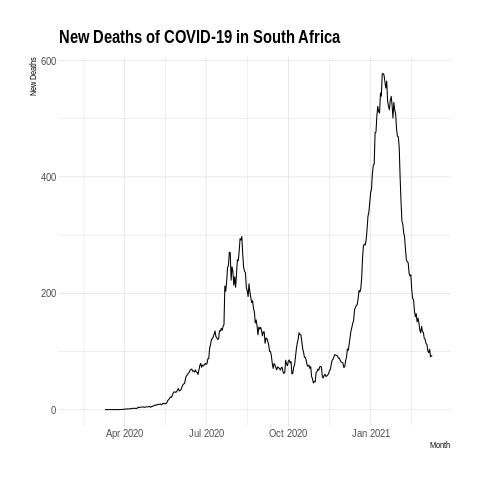 New Deaths of COVID-19 in South Africa
New Deaths
600
400
200
0
Apr 2020 Jul 2020 Oct 2020 Jan 2021
Month